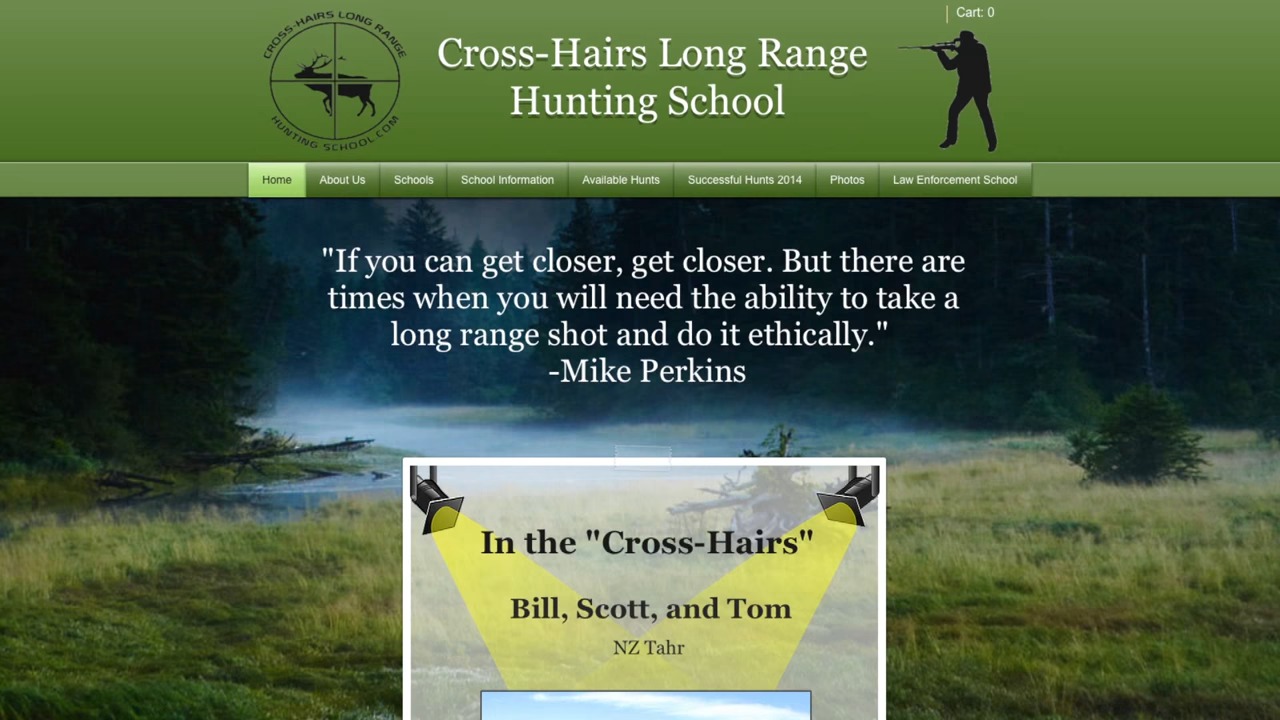 Cart: 0
CROSS-HAIRS LONG RANGE
HUNTING SCHOOL.COM
Cross-Hairs Long Range
Hunting School
Home
About Us
Schools
School Information
Available Hunts
Successful Hunts 2014
Photos
Law Enforcement School
"If you can get closer, get closer. But there are
times when you will need the ability to take a
long range shot and do it ethically."
-Mike Perkins
In the "Cross-Hairs"
Bill, Scott, and Tom
NZ Tahr